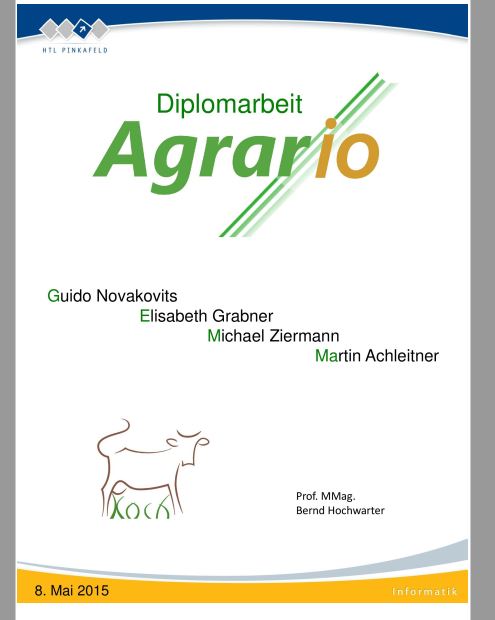 HTL PINKAFELD
Diplomarbeit
Agrario
Guido Novakovits
Elisabeth Grabner
Michael Ziermann
Martin Achleitner
Koch
Prof. MMag.
Bernd Hochwarter
8. Mai 2015
Informatik